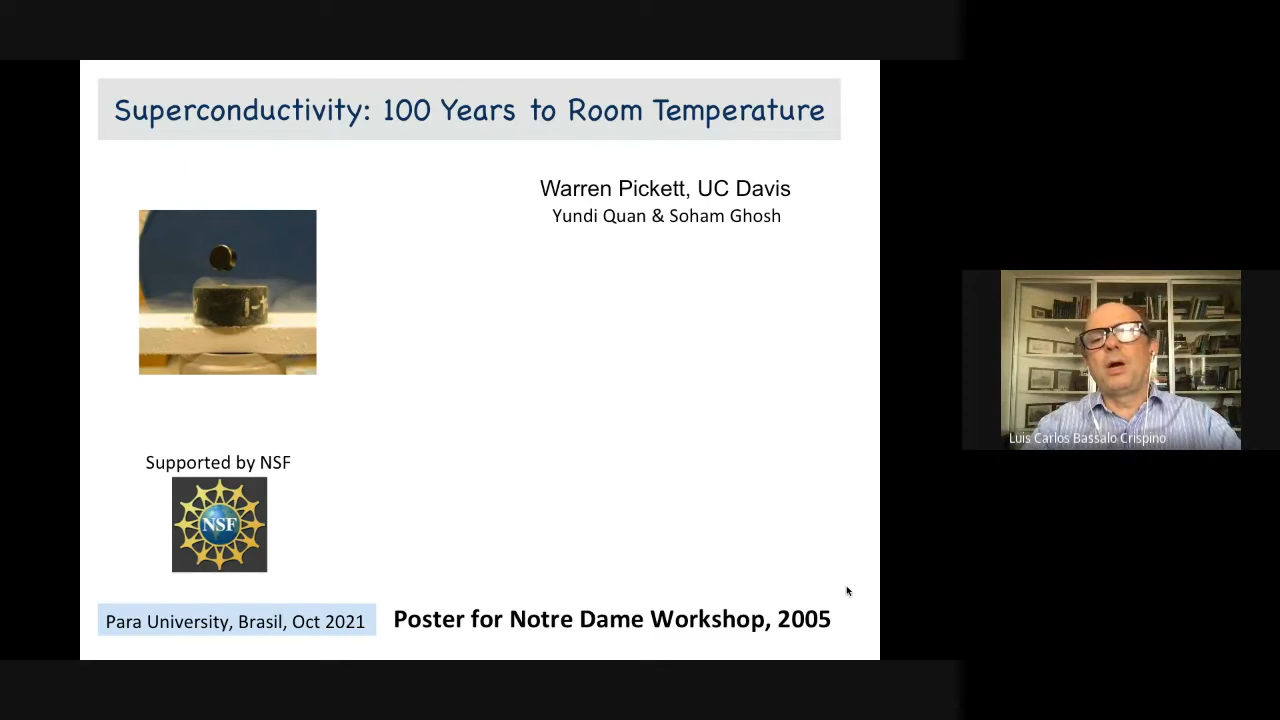 Superconductivity: 100 Years to Room Temperature
Warren Pickett, UC Davis
Yundi Quan & Soham Ghosh
Supported by NSF
NSF
Para University, Brasil, Oct 2021
Poster for Notre Dame Workshop, 2005
Luis Carlos Bassalo Crispino